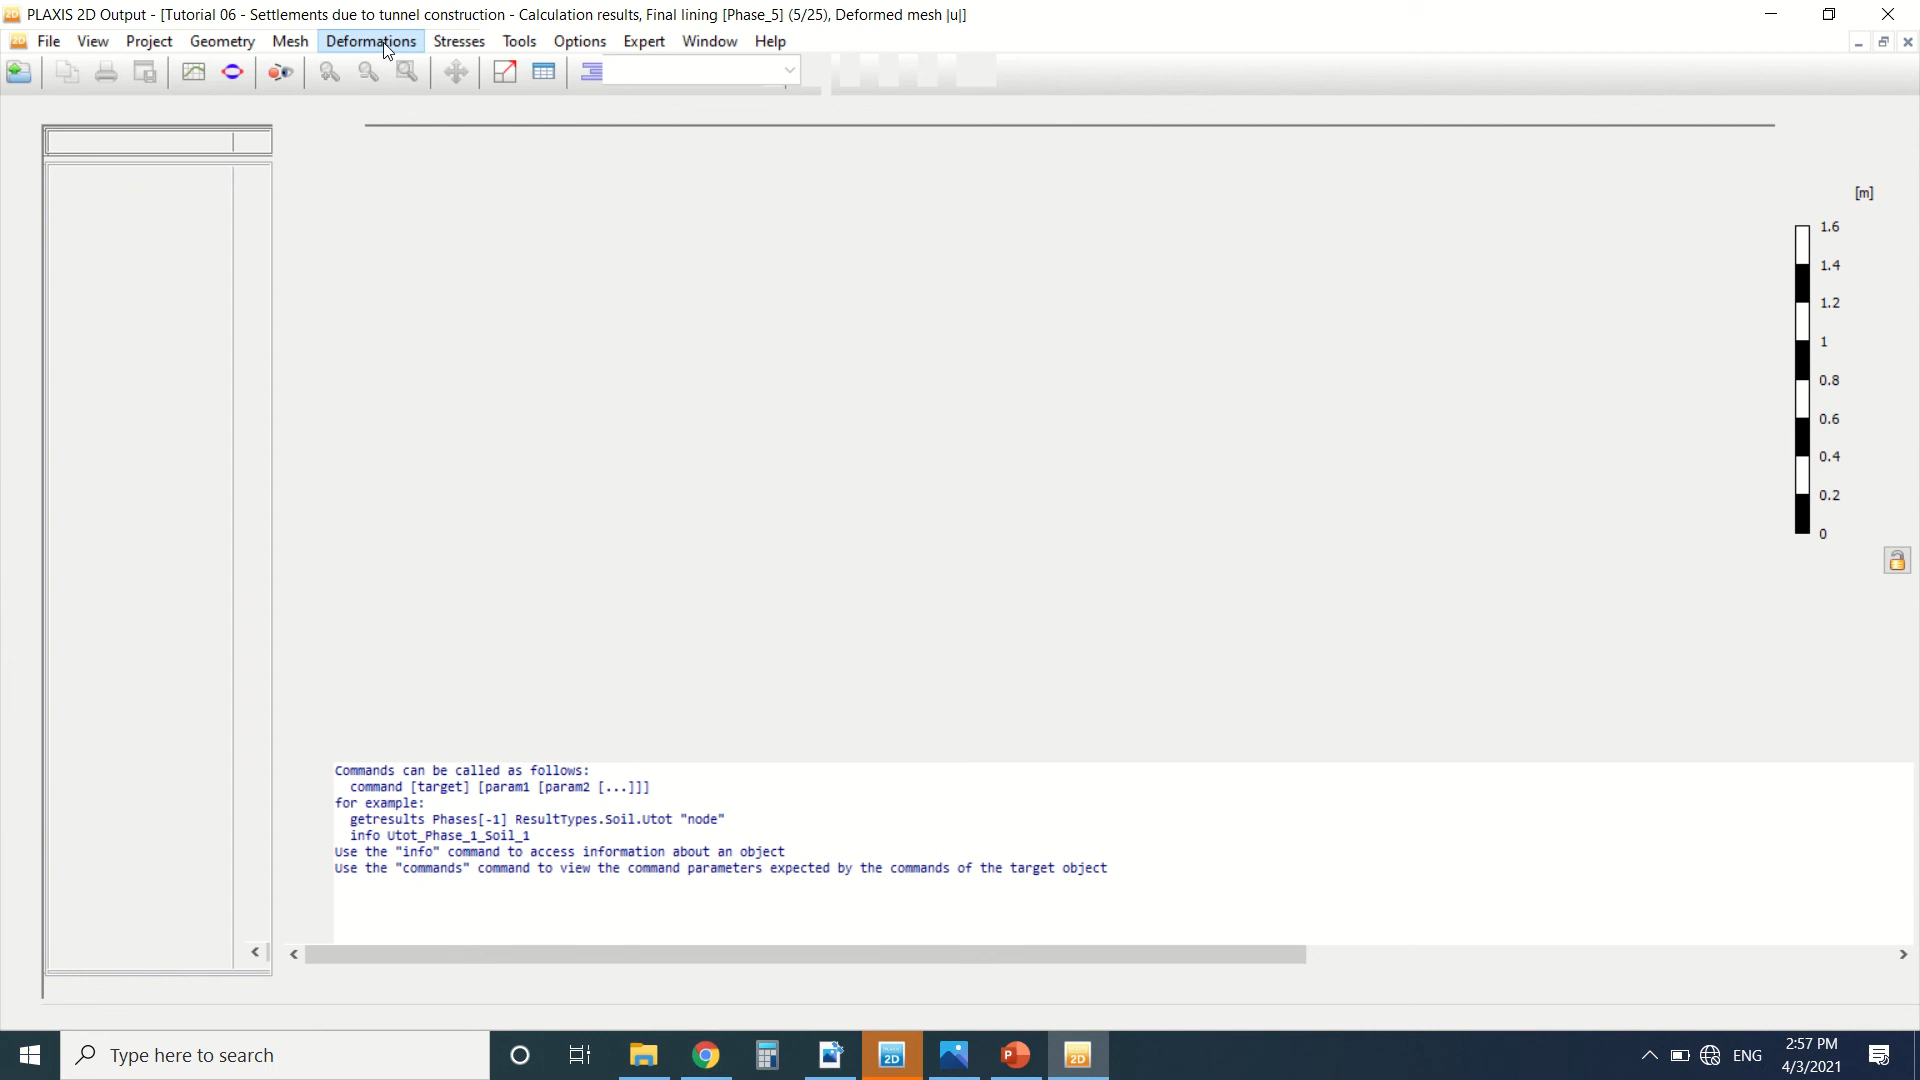 PLAXIS 2D Output - [Tutorial 06 - Settlements due to tunnel construction - Calculation results, Final lining [Phase_5] (5/25), Deformed mesh |u|]
File View Project Geometry Mesh Deformations Stresses Tools Options Expert Window Help
[m]
1.6
1.4
1.2
1
0.8
0.6
0.4
0.2
0
Commands can be called as follows:
command [target] [param1 [param2 [...]]]
for example:
getresults Phases[-1] ResultTypes.Soil.Utot "node"
info Utot_Phase_1_Soil_1
Use the "info" command to access information about an object
Use the "commands" command to view the command parameters expected by the commands of the target object
Type here to search
2D
P
2D
ENG
2:57 PM
4/3/2021